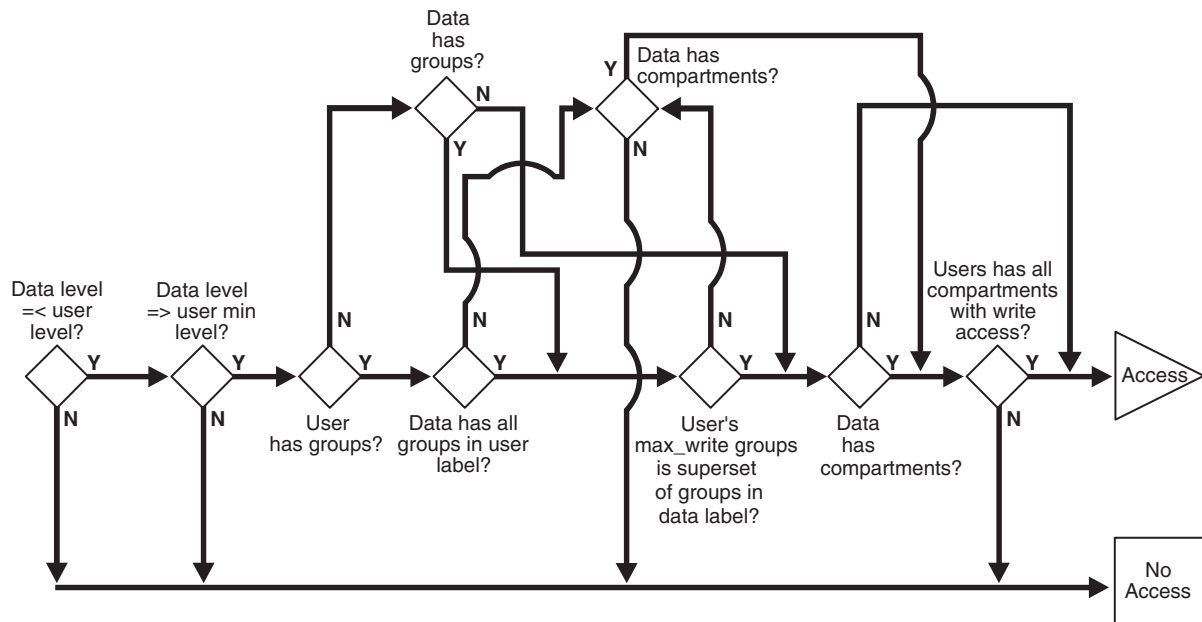 Data
has
groups?
N
Y
Y
Data has
compartments?
N
Data level
=< user
level?
Y
N
Data level
=> user min
level?
Y
N
N
Y
User
has groups?
N
Y
Data has all
groups in user
label?
N
Y
User's
max_write groups
is superset
of groups in
data label?
N
Y
Data
has
compartments?
Users has all
compartments
with write
access?
Y
N
Access
No
Access